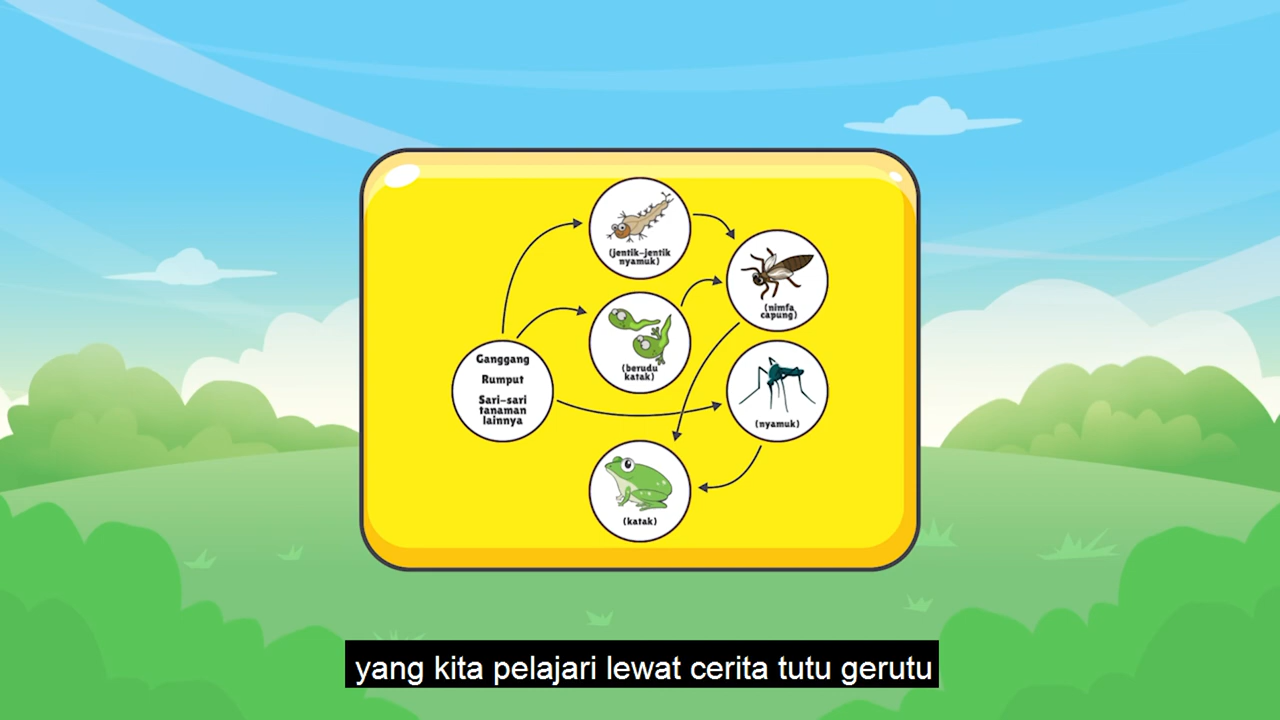 (jentik-jentik
nyamuk)
(nimfa
capung)
(berudu
katak)
Ganggang
Rumput
Sari-sari
tanaman
lainnya
(nyamuk)
(katak)
yang kita pelajari lewat cerita tutu gerutu